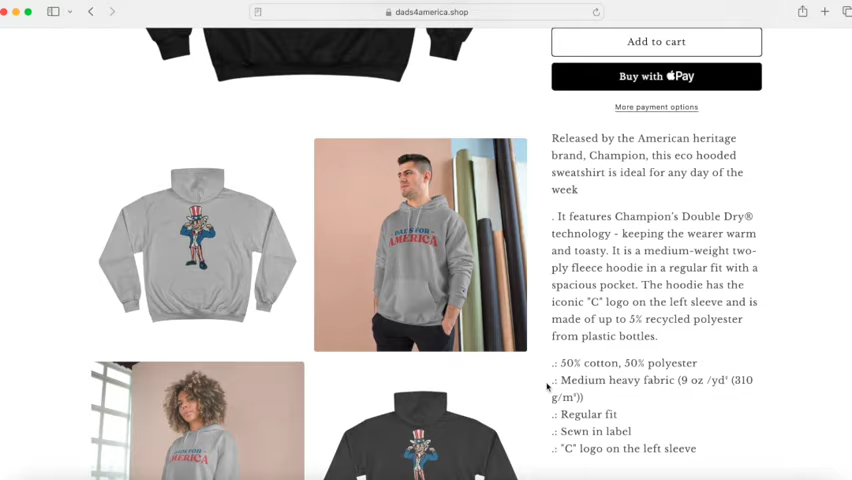 dads4america.shop
Add to cart
Buy with Pay
More payment options
Released by the American heritage
brand, Champion, this eco hooded
sweatshirt is ideal for any day of the
week
. It features Champion's Double Dry®
technology - keeping the wearer warm
and toasty. It is a medium-weight two-
ply fleece hoodie in a regular fit with a
spacious pocket. The hoodie has the
iconic "C" logo on the left sleeve and is
made of up to 5% recycled polyester
from plastic bottles.
.: 50% cotton, 50% polyester
.: Medium heavy fabric (9 oz /yd² (310
g/m²))
.: Regular fit
.: Sewn in label
.: "C" logo on the left sleeve
DADS FOR
AMERICA
DADS FOR
AMERICA